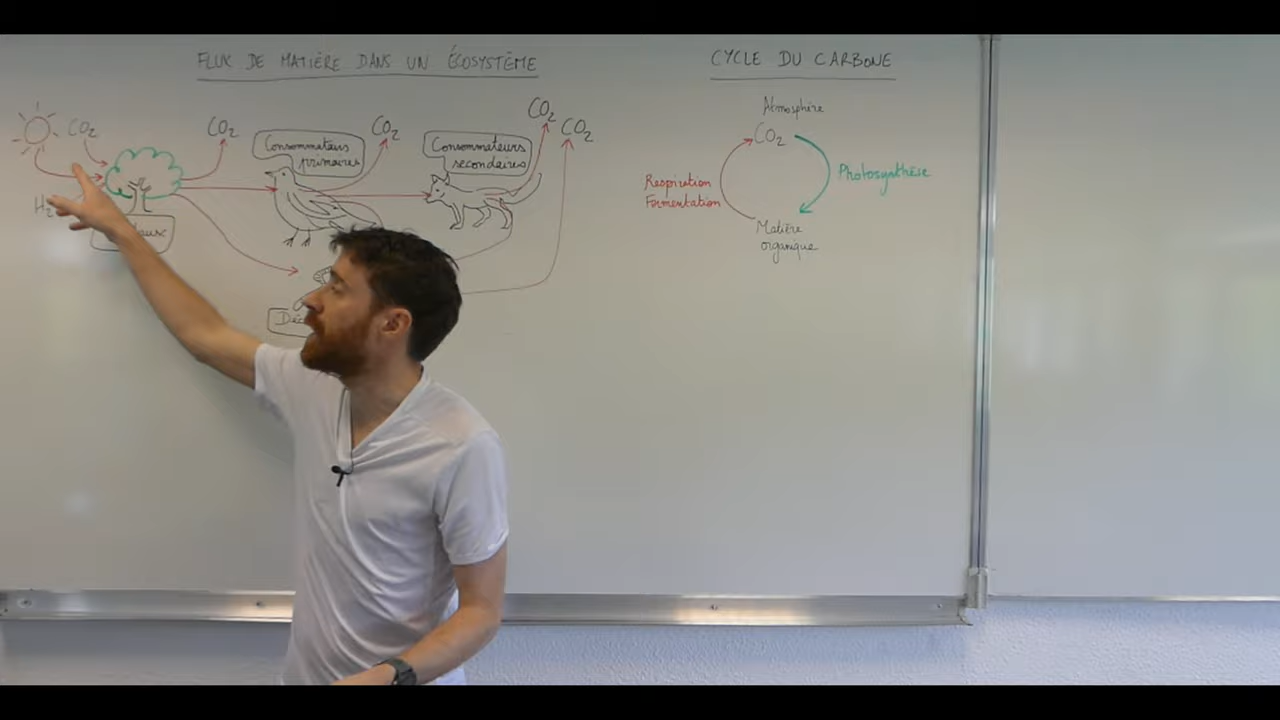 FLUX DE MATIÈRE DANS UN ÉCOSYSTÈME
CO2
CO2
CO2
CO2
CO2
Consommateurs
primaires
Consommateurs
secondaires
CYCLE DU CARBONE
Atmosphère
CO2
Photosynthèse
Respiration
Fermentation
Matière
organique